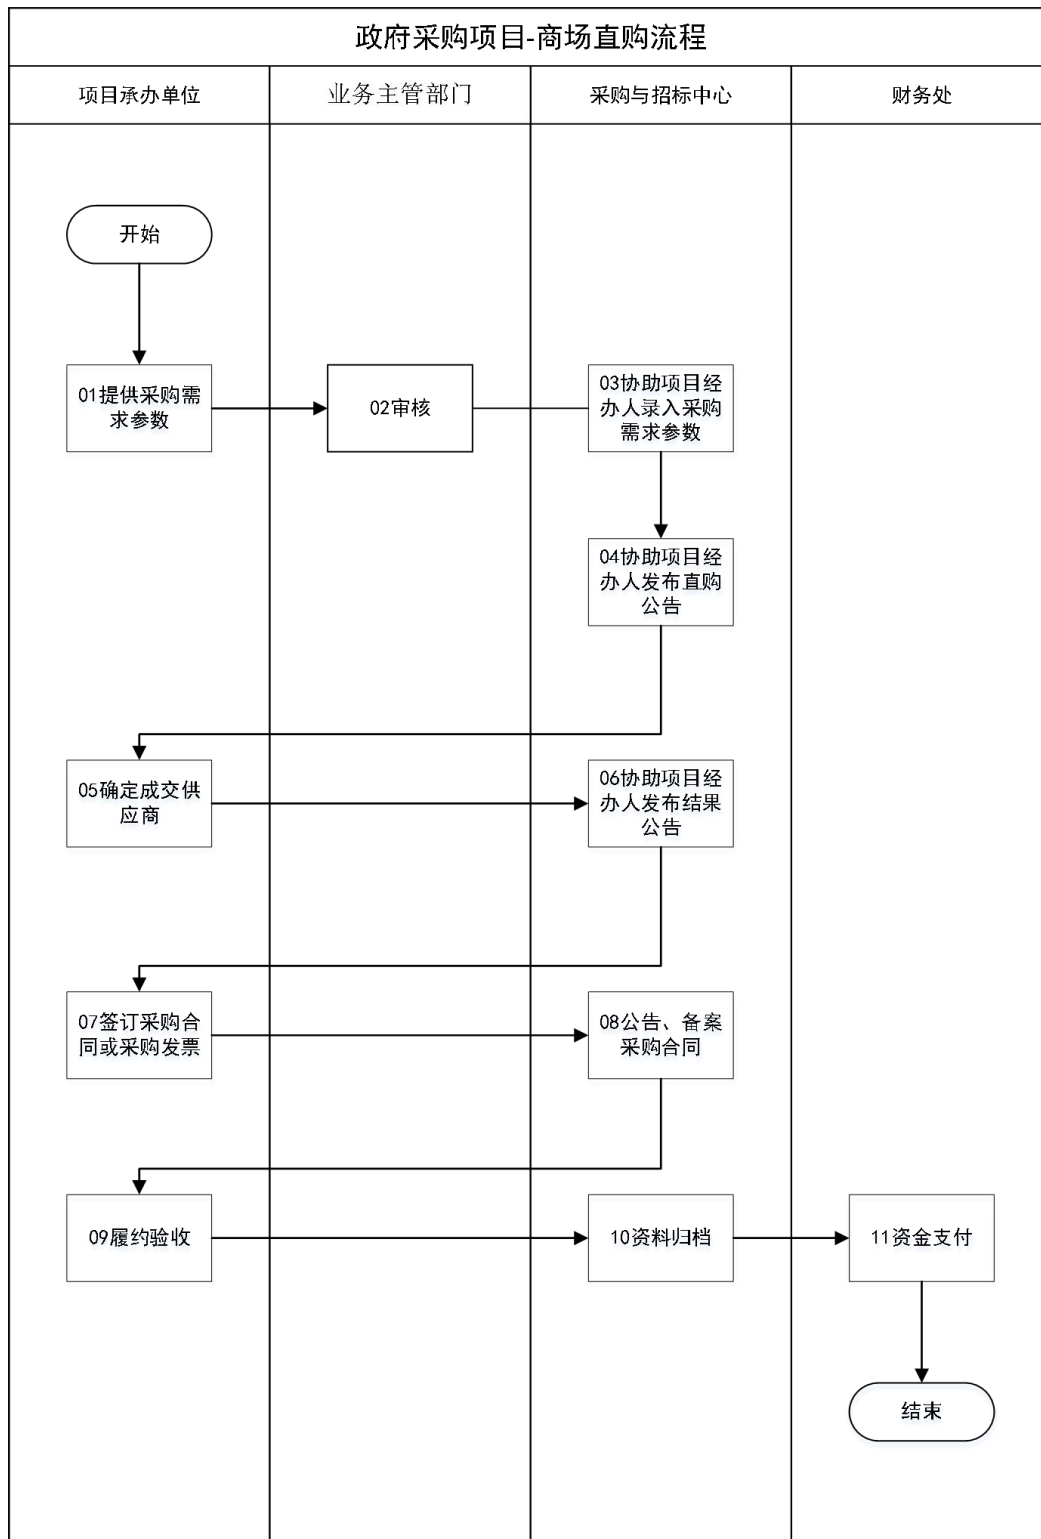 政府采购项目-商场直购流程
项目承办单位
业务主管部门
采购与招标中心
财务处
开始
01提供采购需
求参数
02审核
03协助项目经
办人录入采购
需求参数
04协助项目经
办人发布直购
公告
05确定成交供
应商
06协助项目经
办人发布结果
公告
07签订采购合
同或采购发票
08公告、备案
采购合同
09履约验收
10资料归档
11资金支付
结束